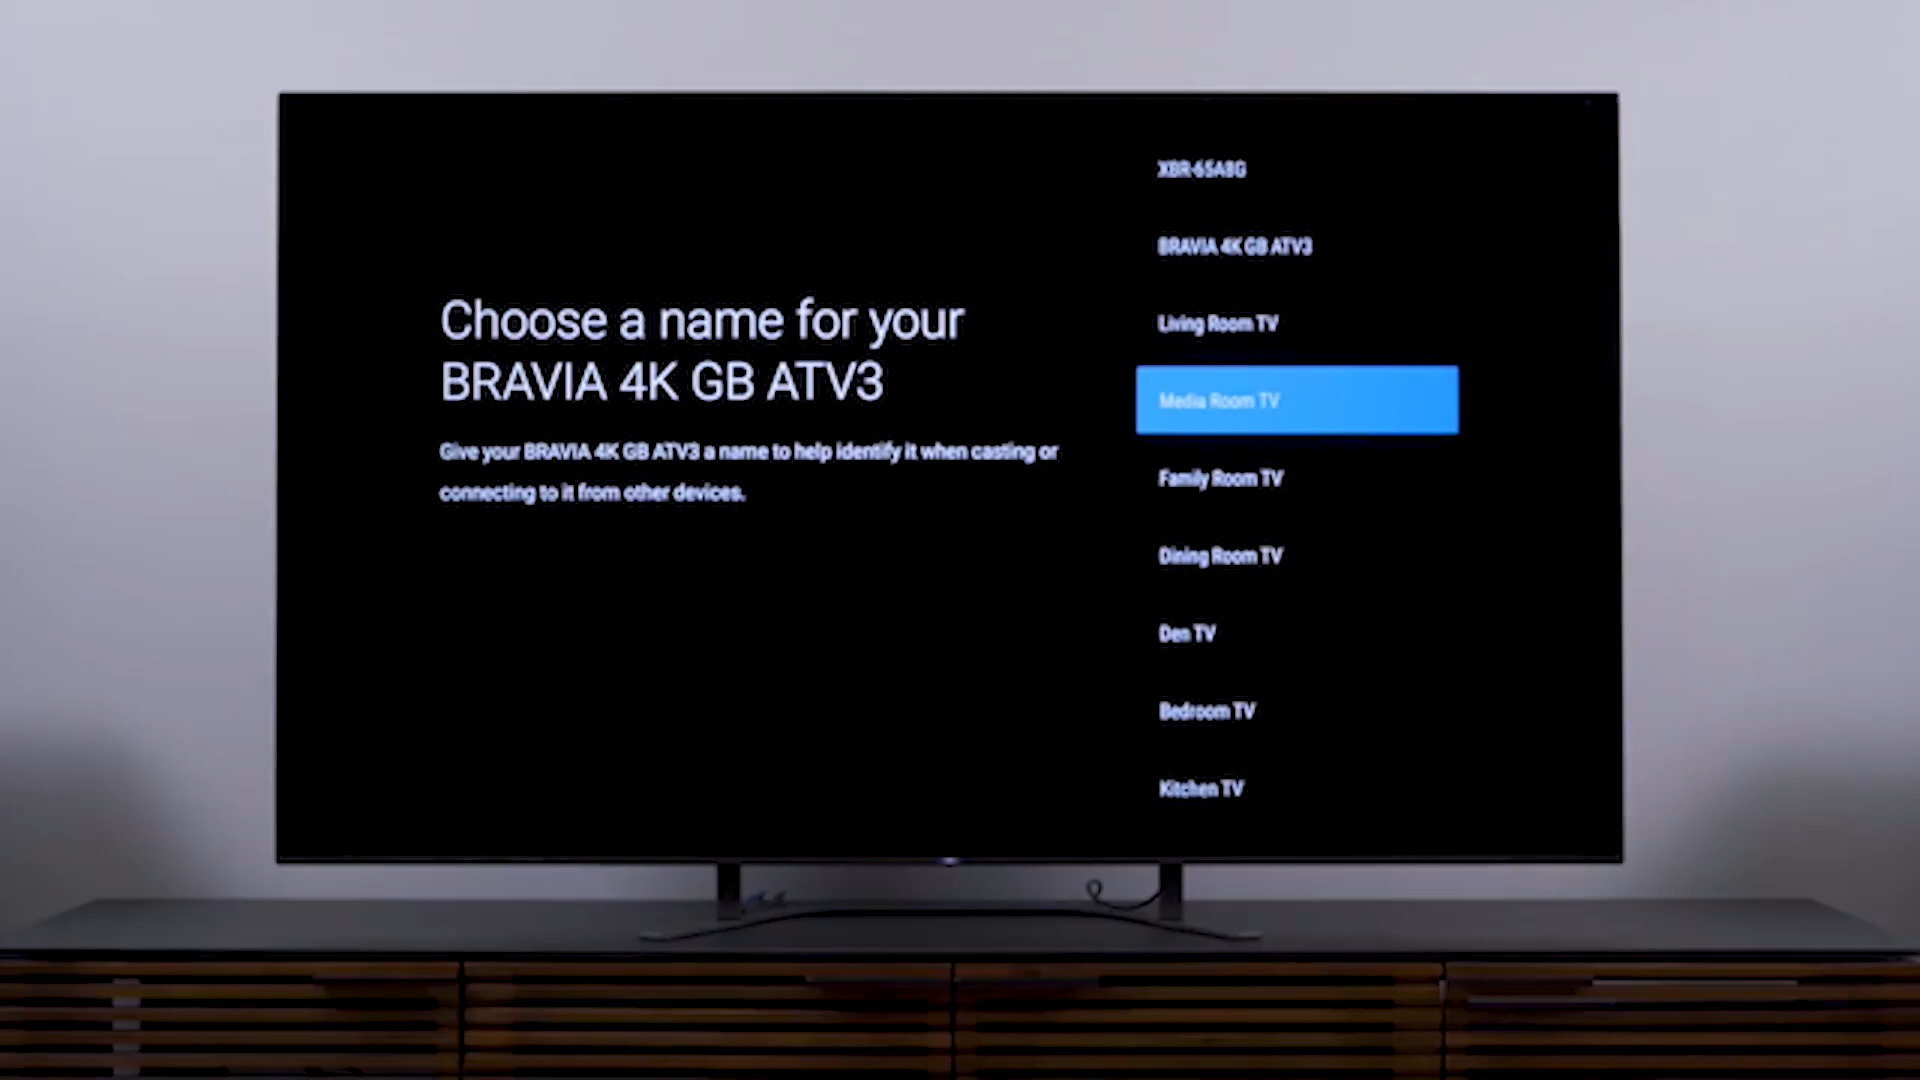 Choose a name for your
BRAVIA 4K GB ATV3
Give your BRAVIA 4K GB ATV3 a name to help identify it when casting or
connecting to it from other devices.
XBR-65A8G
BRAVIA 4K GB ATV3
Living Room TV
Media Room TV
Family Room TV
Dining Room TV
Den TV
Bedroom TV
Kitchen TV